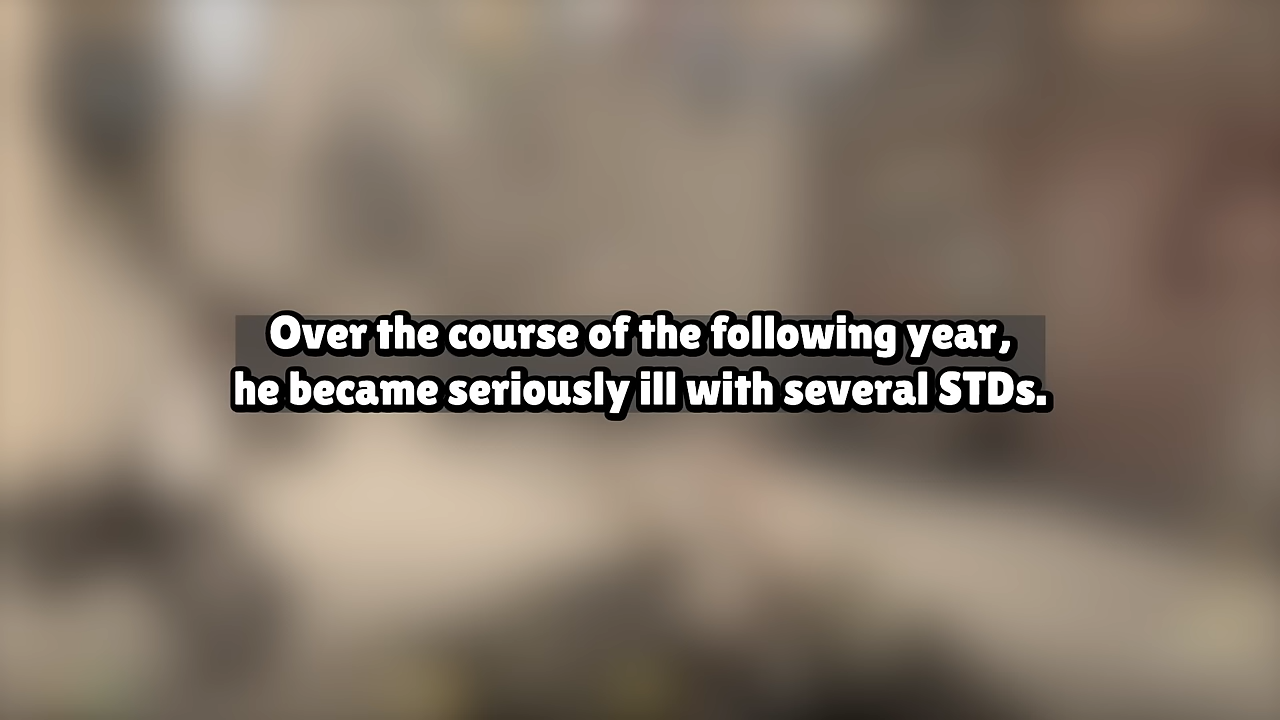 Over the course of the following year,
he became seriously ill with several STDs.